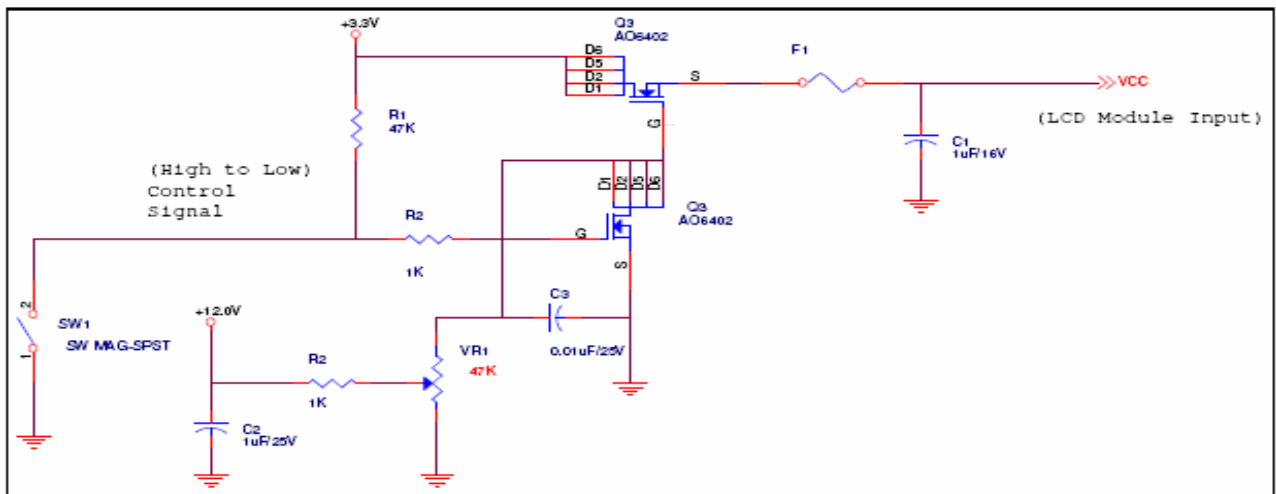 +3.3V
Q3
AO6402
D6
D5
D2
D1
S
G
F1
VCC
(LCD Module Input)
C1
1uF/16V
R1
47K
(High to Low)
Control
Signal
D1
D2
D5
D6
Q3
AO6402
R2
1K
G
S
2
1
SW1
SW MAG-SPST
+12.0V
C3
0.01uF/25V
R2
1K
VR1
47K
C2
1uF/25V